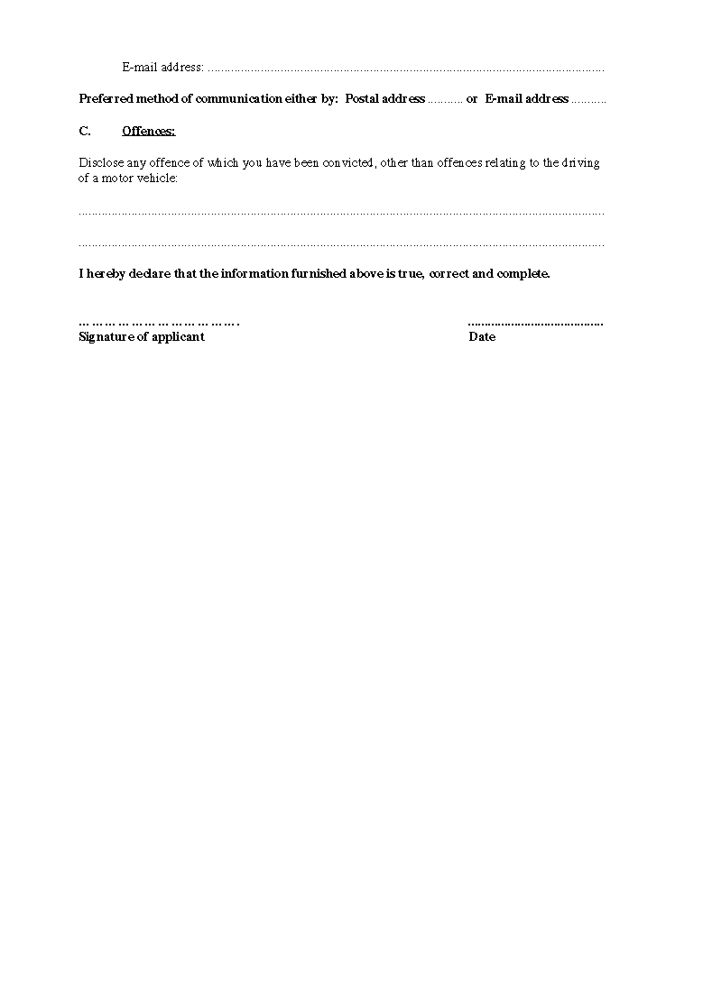 E-mail address: ........................................................................................................................
Preferred method of communication either by: Postal address ........... or E-mail address ...........
C. Offences:
Disclose any offence of which you have been convicted, other than offences relating to the driving
of a motor vehicle:
................................................................................................................................................................
................................................................................................................................................................
I hereby declare that the information furnished above is true, correct and complete.
………………………………. .........................................
Signature of applicant Date